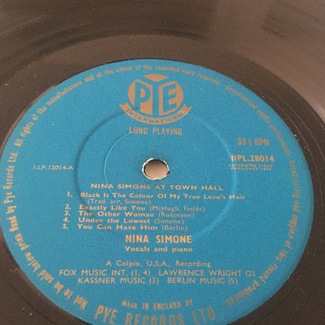 PYE
INTERNATIONAL
LONG PLAYING
33⅓ RPM
NPL.28014
LLP.12014-A
NINA SIMONE AT TOWN HALL
1. Black Is The Colour Of My True Love's Hair
(Trad. arr. Simone)
2. Exactly Like You (McHugh, Fields)
3. The Other Woman (Robinson)
4. Under the Lowest (Simone)
5. You Can Have Him (Berlin)
NINA SIMONE
Vocals and piano
A Colpix, U.S.A., Recording
FOX MUSIC INT. (1, 4) LAWRENCE WRIGHT (2)
KASSNER MUSIC (3) BERLIN MUSIC (5)
MADE IN ENGLAND BY
PYE RECORDS LTD